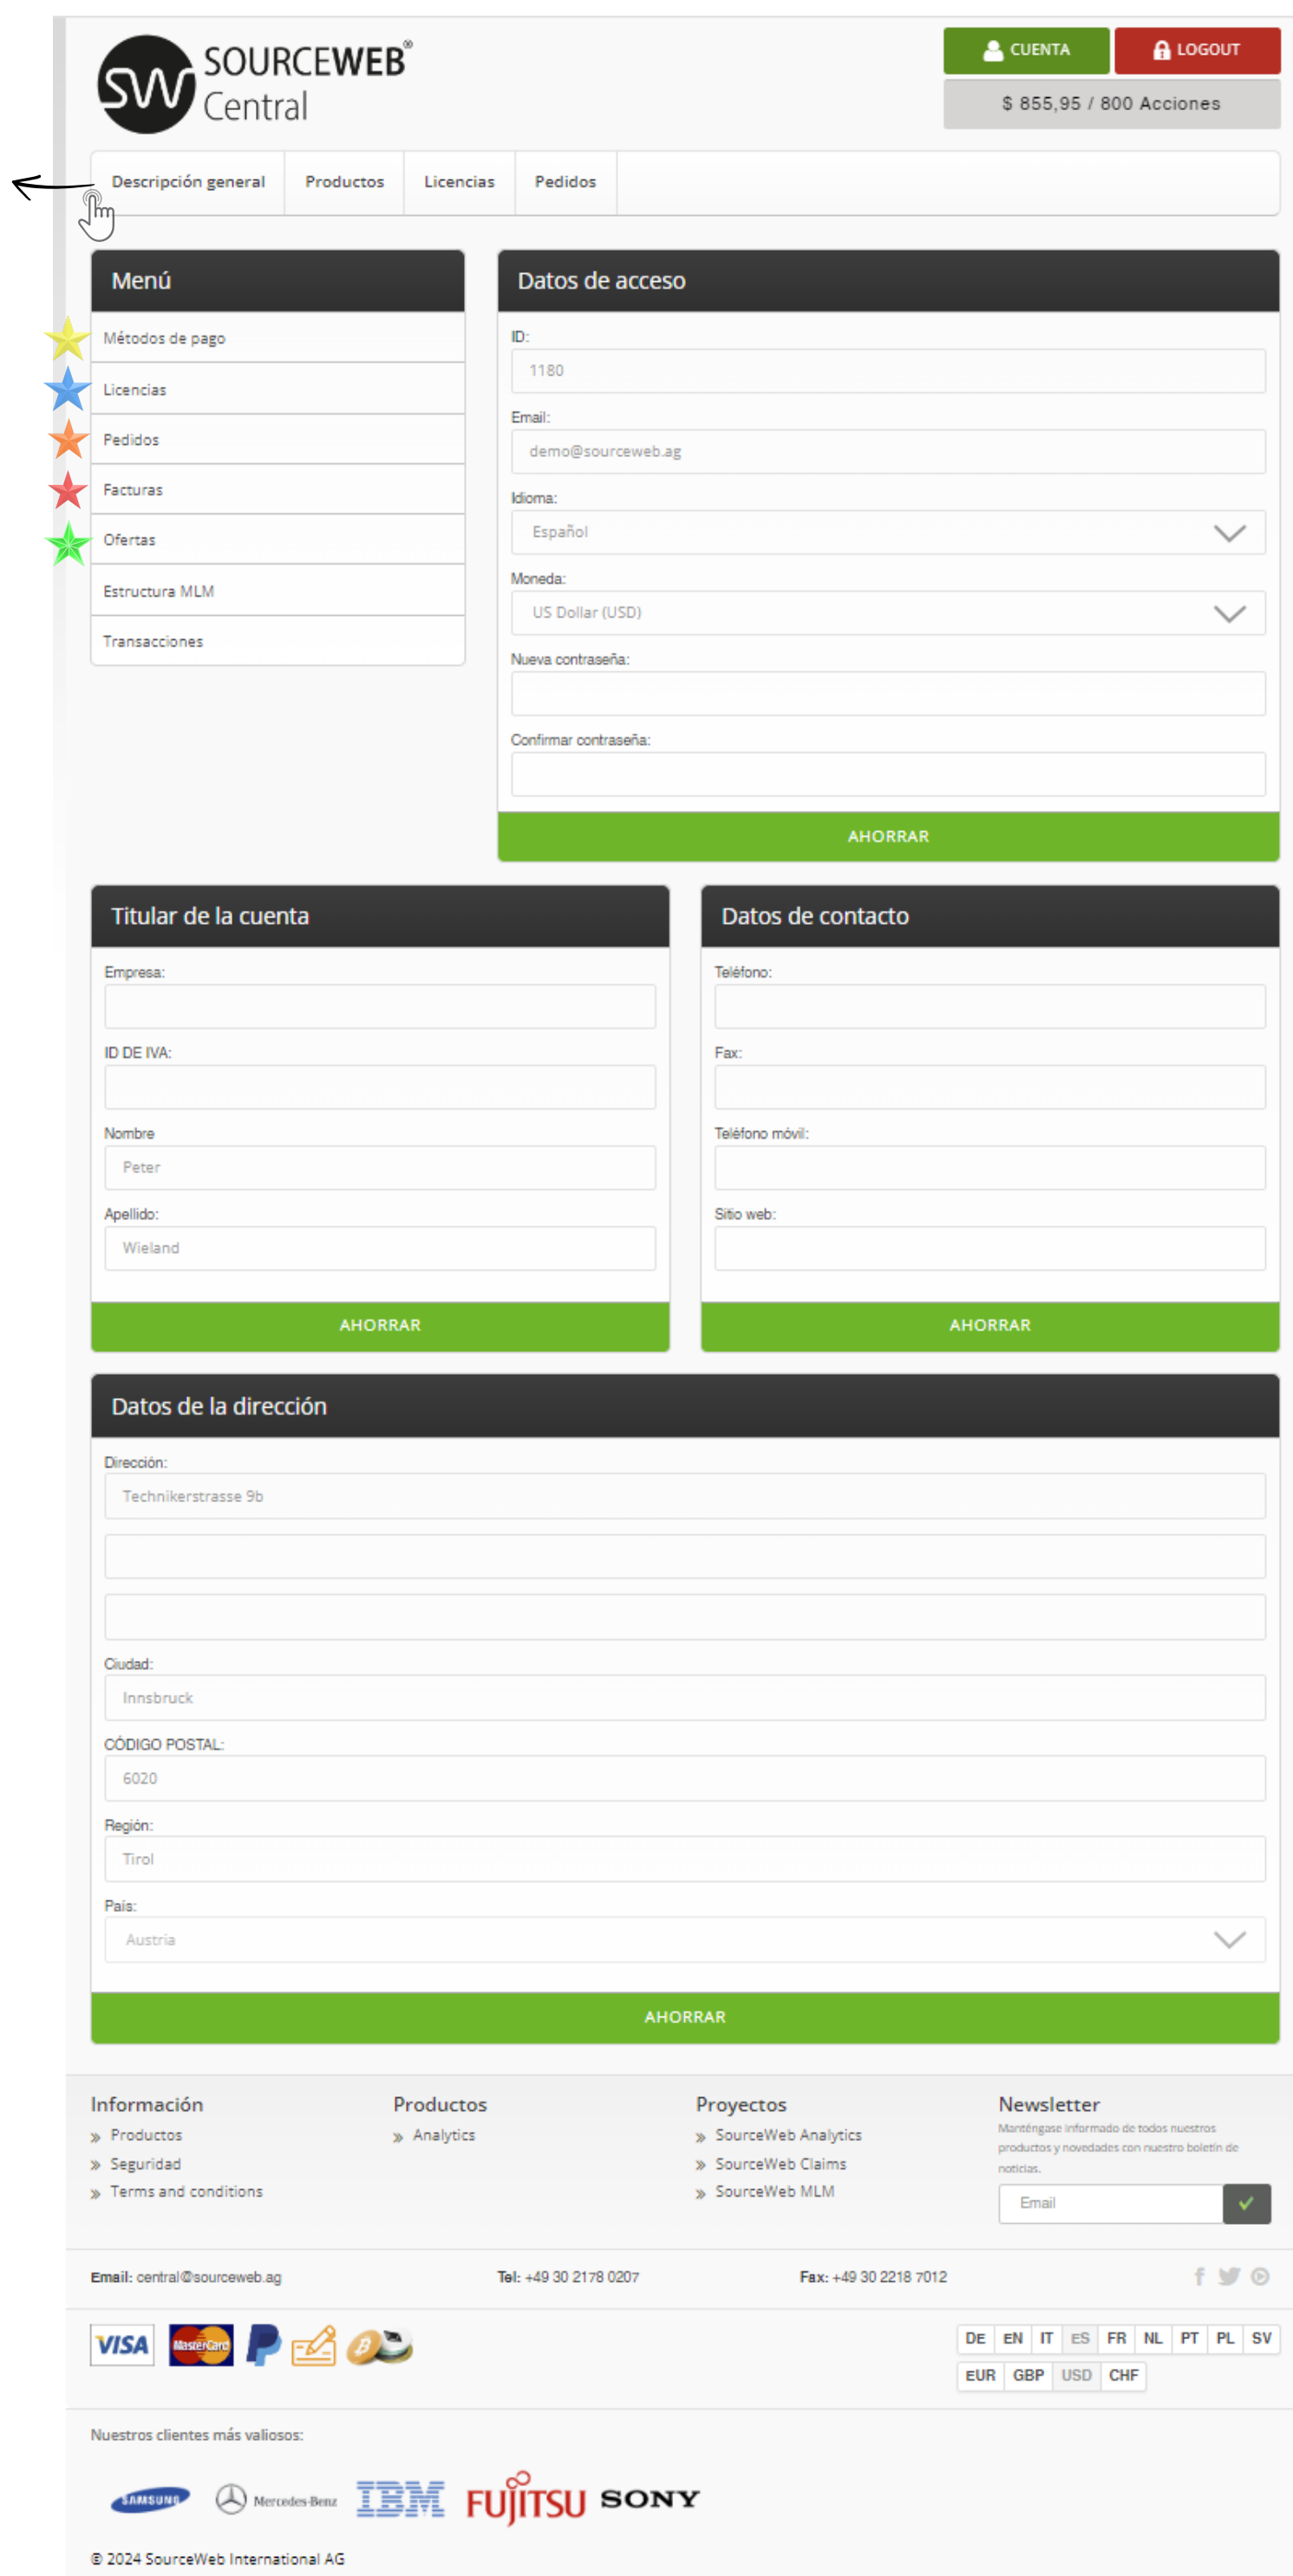 SW SOURCEWEB®
Central
CUENTA
LOGOUT
$ 855,95 / 800 Acciones
Descripción general
Productos
Licencias
Pedidos
Menú
Métodos de pago
Licencias
Pedidos
Facturas
Ofertas
Estructura MLM
Transacciones
Datos de acceso
ID:
1180
Email:
demo@sourceweb.ag
Idioma:
Español
Moneda:
US Dollar (USD)
Nueva contraseña:
Confirmar contraseña:
AHORRAR
Titular de la cuenta
Empresa:
ID DE IVA:
Nombre
Peter
Apellido:
Wieland
AHORRAR
Datos de contacto
Teléfono:
Fax:
Teléfono móvil:
Sitio web:
AHORRAR
Datos de la dirección
Dirección:
Technikerstrasse 9b
Ciudad:
Innsbruck
CÓDIGO POSTAL:
6020
Región:
Tirol
País:
Austria
AHORRAR
Información
» Productos
» Seguridad
» Terms and conditions
Productos
» Analytics
Proyectos
» SourceWeb Analytics
» SourceWeb Claims
» SourceWeb MLM
Newsletter
Manténgase informado de todos nuestros
productos y novedades con nuestro boletín de
noticias.
Email
Email: central@sourceweb.ag
Tel: +49 30 2178 0207
Fax: +49 30 2218 7012
VISA MasterCard
DE EN IT ES FR NL PT PL SV
EUR GBP USD CHF
Nuestros clientes más valiosos:
SAMSUNG Mercedes-Benz IBM FUJITSU SONY
© 2024 SourceWeb International AG